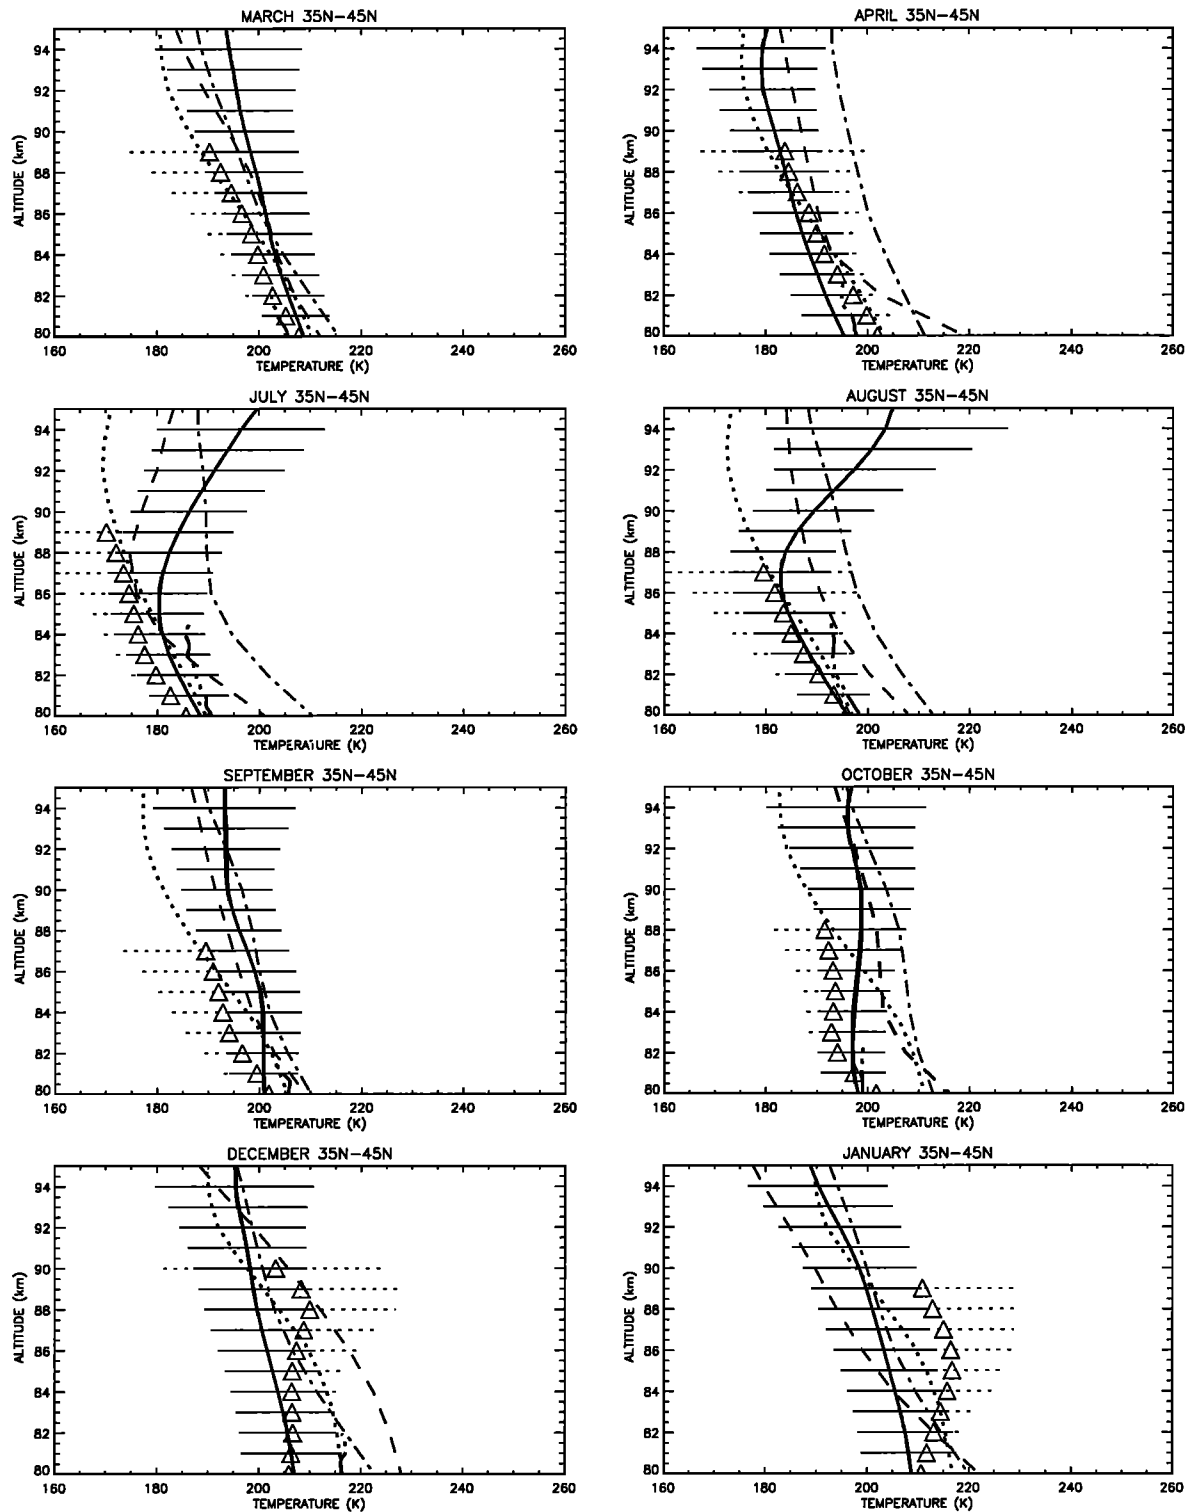 MARCH 35N-45N
94
92
90
88
86
84
82
80
ALTITUDE (km)
160 180 200 220 240 260
TEMPERATURE (K)
APRIL 35N-45N
94
92
90
88
86
84
82
80
ALTITUDE (km)
160 180 200 220 240 260
TEMPERATURE (K)
JULY 35N-45N
94
92
90
88
86
84
82
80
ALTITUDE (km)
160 180 200 220 240 260
TEMPERATURE (K)
AUGUST 35N-45N
94
92
90
88
86
84
82
80
ALTITUDE (km)
160 180 200 220 240 260
TEMPERATURE (K)
SEPTEMBER 35N-45N
94
92
90
88
86
84
82
80
ALTITUDE (km)
160 180 200 220 240 260
TEMPERATURE (K)
OCTOBER 35N-45N
94
92
90
88
86
84
82
80
ALTITUDE (km)
160 180 200 220 240 260
TEMPERATURE (K)
DECEMBER 35N-45N
94
92
90
88
86
84
82
80
ALTITUDE (km)
160 180 200 220 240 260
TEMPERATURE (K)
JANUARY 35N-45N
94
92
90
88
86
84
82
80
ALTITUDE (km)
160 180 200 220 240 260
TEMPERATURE (K)